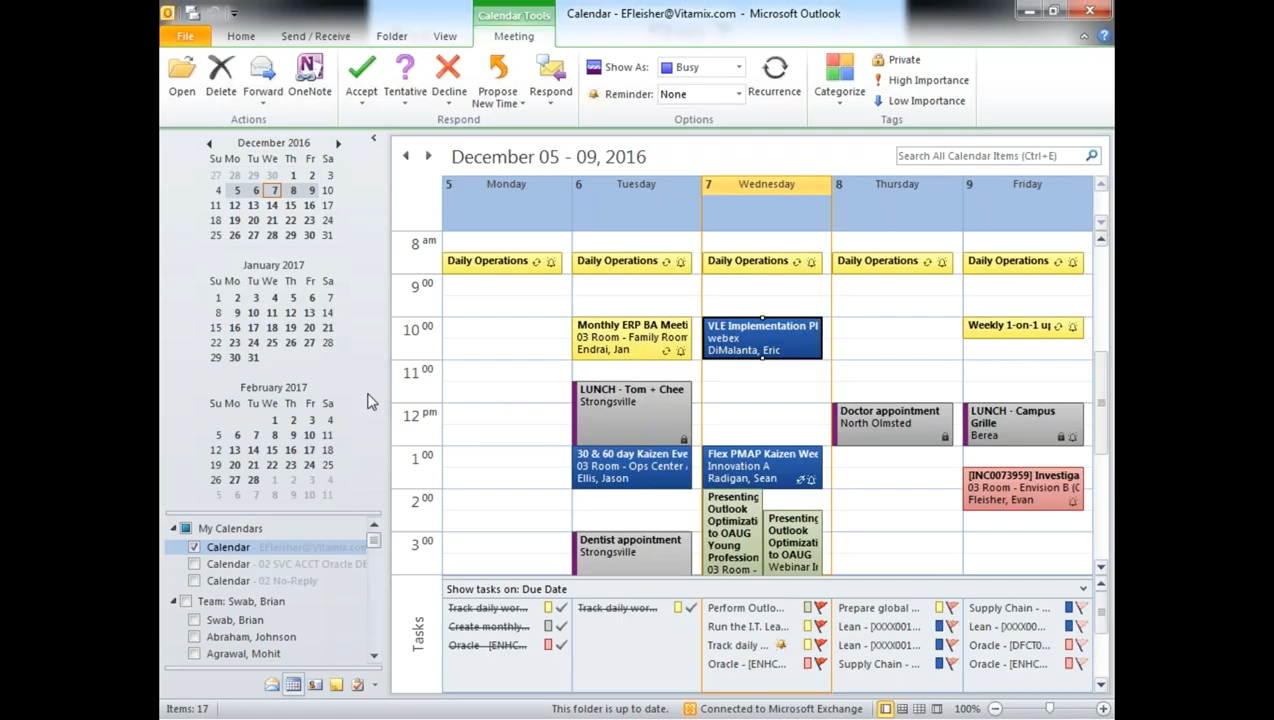 Calendar - EFleisher@Vitamix.com - Microsoft Outlook
Calendar Tools
File Home Send / Receive Folder View Meeting
Open Delete Forward OneNote
Actions
Accept Tentative Decline Propose New Time Respond
Respond
Show As: Busy
Reminder: None
Recurrence
Options
Categorize
Private
High Importance
Low Importance
Tags
December 2016
Su Mo Tu We Th Fr Sa
27 28 29 30 1 2 3
4 5 6 7 8 9 10
11 12 13 14 15 16 17
18 19 20 21 22 23 24
25 26 27 28 29 30 31
January 2017
Su Mo Tu We Th Fr Sa
1 2 3 4 5 6 7
8 9 10 11 12 13 14
15 16 17 18 19 20 21
22 23 24 25 26 27 28
29 30 31
February 2017
Su Mo Tu We Th Fr Sa
1 2 3 4
5 6 7 8 9 10 11
12 13 14 15 16 17 18
19 20 21 22 23 24 25
26 27 28 1 2 3 4
5 6 7 8 9 10 11
My Calendars
Calendar - EFleisher@Vitamix.com
Calendar - 02 SVC ACCT Oracle DE
Calendar - 02 No-Reply
Team: Swab, Brian
Swab, Brian
Abraham, Johnson
Agrawal, Mohit
December 05 - 09, 2016
Search All Calendar Items (Ctrl+E)
5 Monday 6 Tuesday 7 Wednesday 8 Thursday 9 Friday
8 am
Daily Operations Daily Operations Daily Operations Daily Operations Daily Operations
9 00
10 00
Monthly ERP BA Meeti
03 Room - Family Room
Endrai, Jan
VLE Implementation Pl
webex
DiMalanta, Eric
Weekly 1-on-1 up
11 00
LUNCH - Tom + Chee
Strongsville
12 pm
Doctor appointment
North Olmsted
LUNCH - Campus
Grille
Berea
1 00
30 & 60 day Kaizen Eve
03 Room - Ops Center
Ellis, Jason
Flex PMAP Kaizen Wee
Innovation A
Radigan, Sean
[INC0073959] Investiga
03 Room - Envision B (C
Fleisher, Evan
2 00
Presenting
Outlook
Optimizati
to OAUG
Young
Profession
03 Room -
Presenting
Outlook
Optimizati
to OAUG
Webinar I
3 00
Dentist appointment
Strongsville
Show tasks on: Due Date
Tasks
Track daily wor... Track daily wor... Perform Outlo... Prepare global ... Supply Chain - ...
Create monthly... Run the I.T. Lea... Lean - [XXXX001... Lean - [XXXX00...
Oracle - [ENHC... Track daily ... Lean - [XXXX001... Oracle - [DFCT0...
Oracle - [ENHC... Supply Chain - ... Oracle - [ENHC...
Items: 17
This folder is up to date.
Connected to Microsoft Exchange
100%